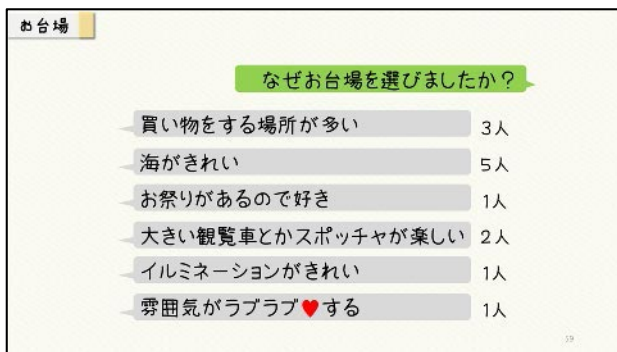 お台場
なぜお台場を選びましたか？
買い物をする場所が多い 3人
海がきれい 5人
お祭りがあるので好き 1人
大きい観覧車とかスポッチャが楽しい 2人
イルミネーションがきれい 1人
雰囲気がラブラブ♥する 1人
59